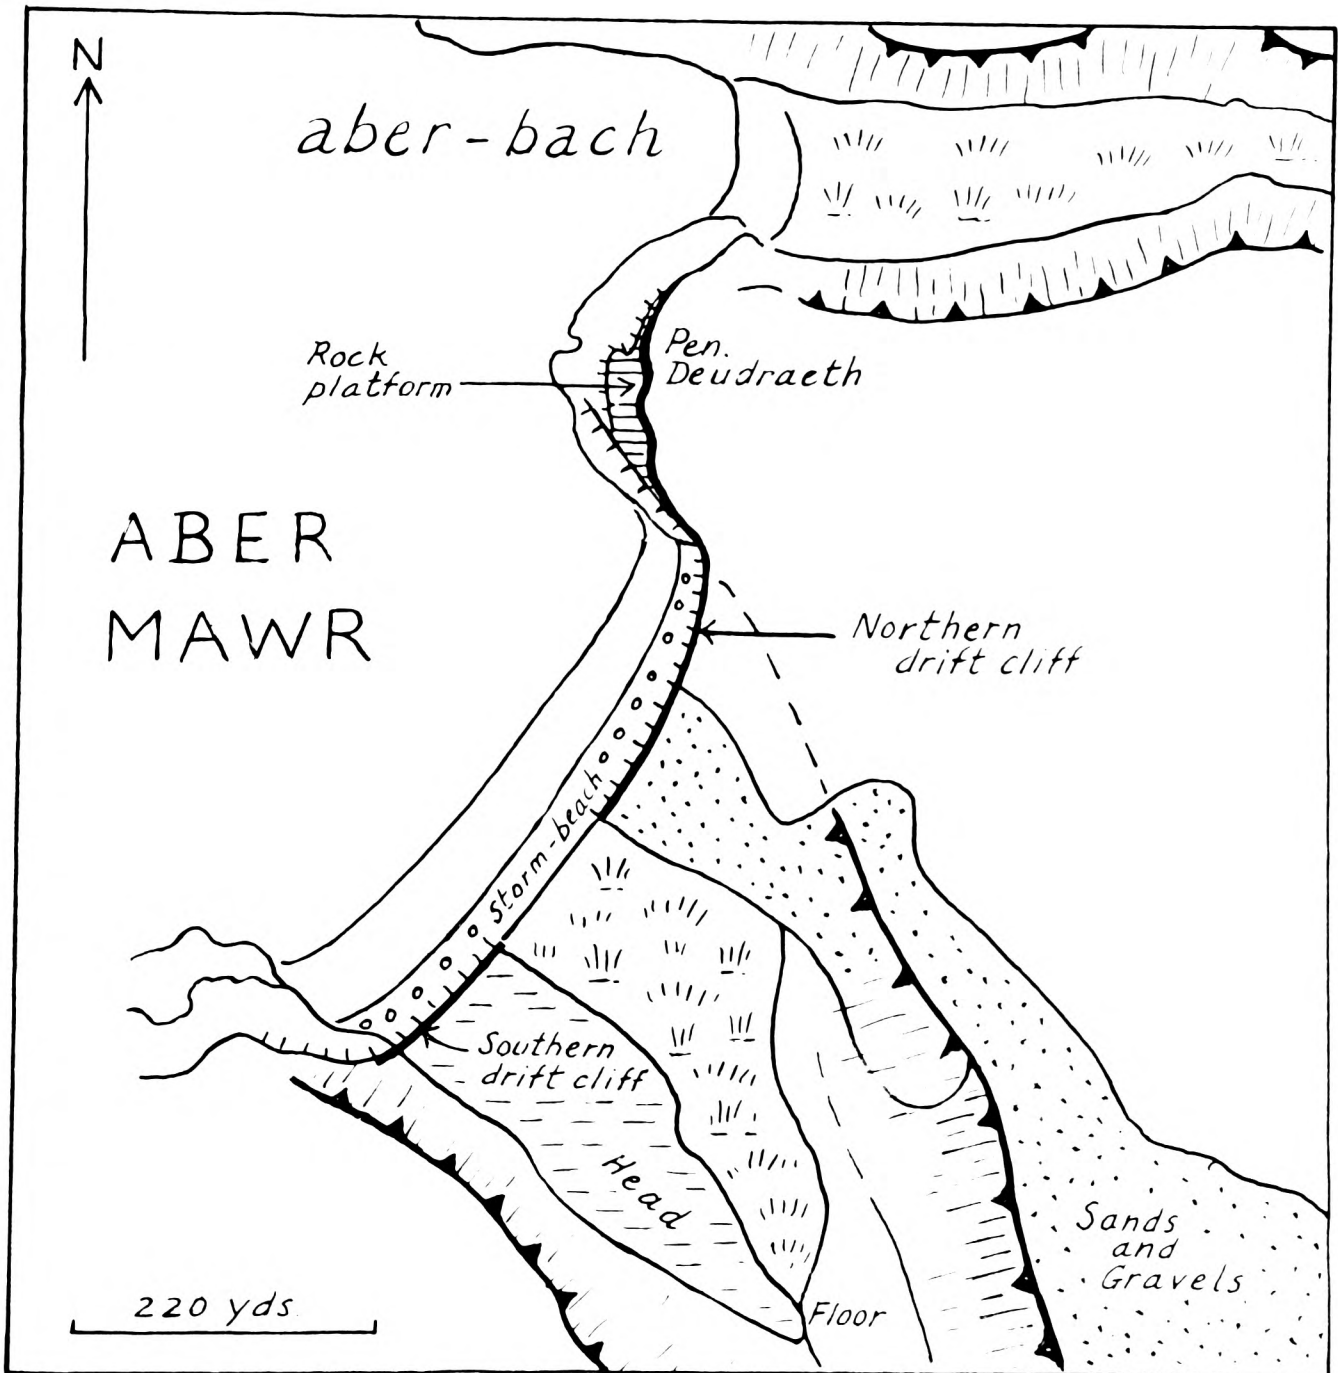 N
aber-bach
Rock
platform
Pen.
Deudraeth
ABER
MAWR
Northern
drift cliff
Storm-beach
Southern
drift cliff
Head
Sands
and
Gravels
Floor
220 yds